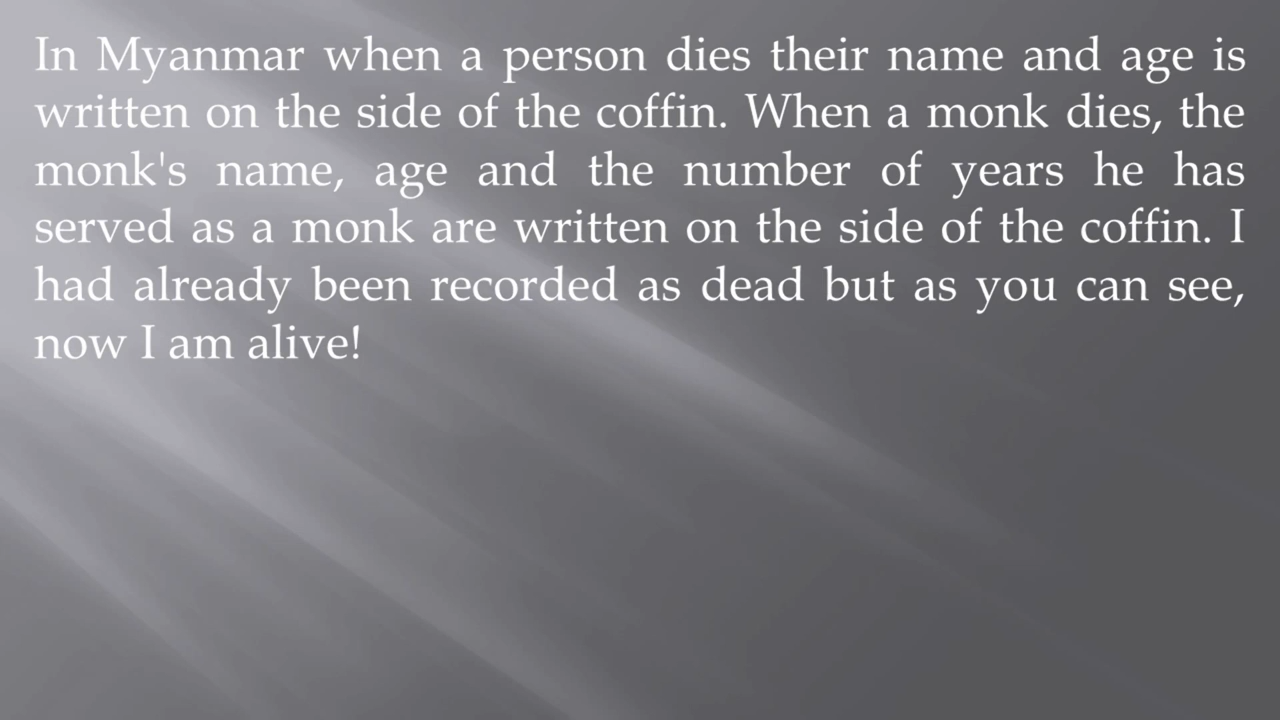 In Myanmar when a person dies their name and age is
written on the side of the coffin. When a monk dies, the
monk's name, age and the number of years he has
served as a monk are written on the side of the coffin. I
had already been recorded as dead but as you can see,
now I am alive!